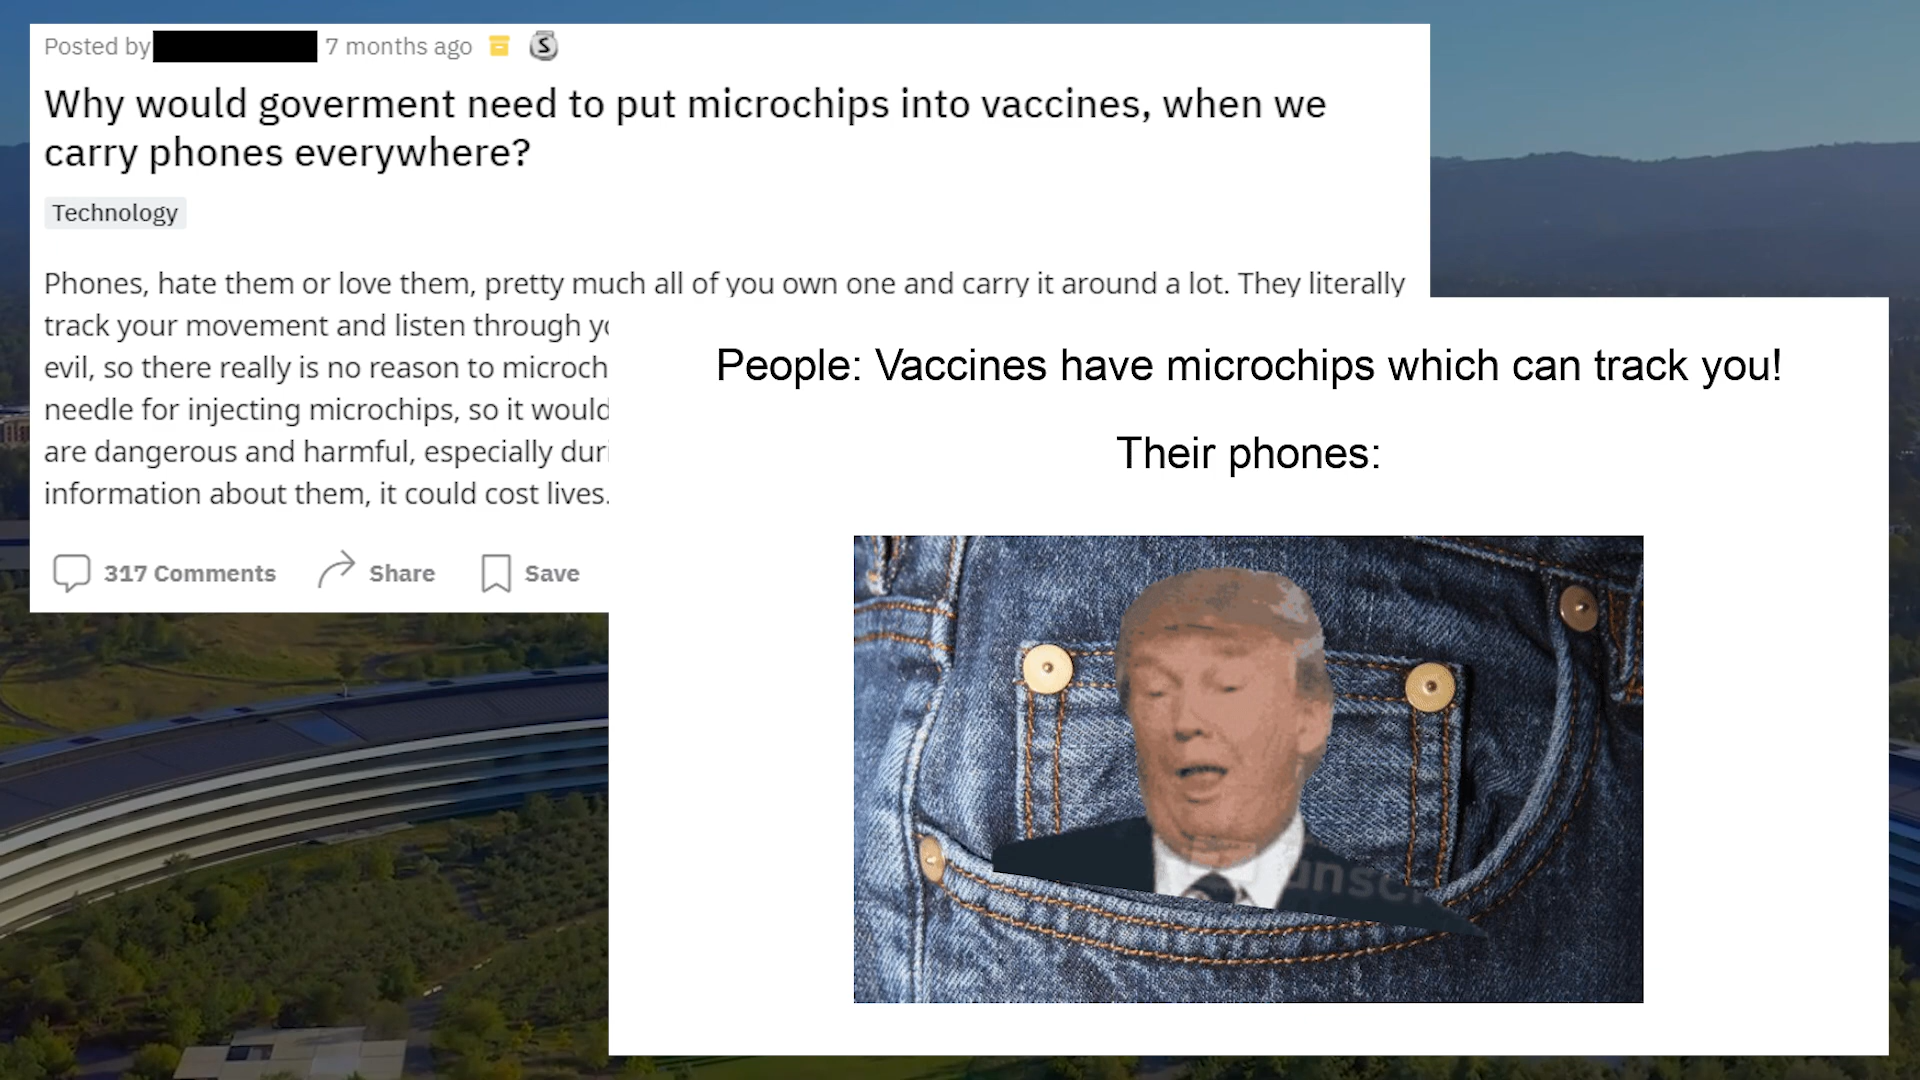 Posted by
7 months ago
Why would goverment need to put microchips into vaccines, when we
carry phones everywhere?
Technology
Phones, hate them or love them, pretty much all of you own one and carry it around a lot. They literally
track your movement and listen through
evil, so there really is no reason to microch
needle for injecting microchips, so it would
are dangerous and harmful, especially duri
information about them, it could cost lives.
317 Comments
Share
Save
People: Vaccines have microchips which can track you!
Their phones:
unscr